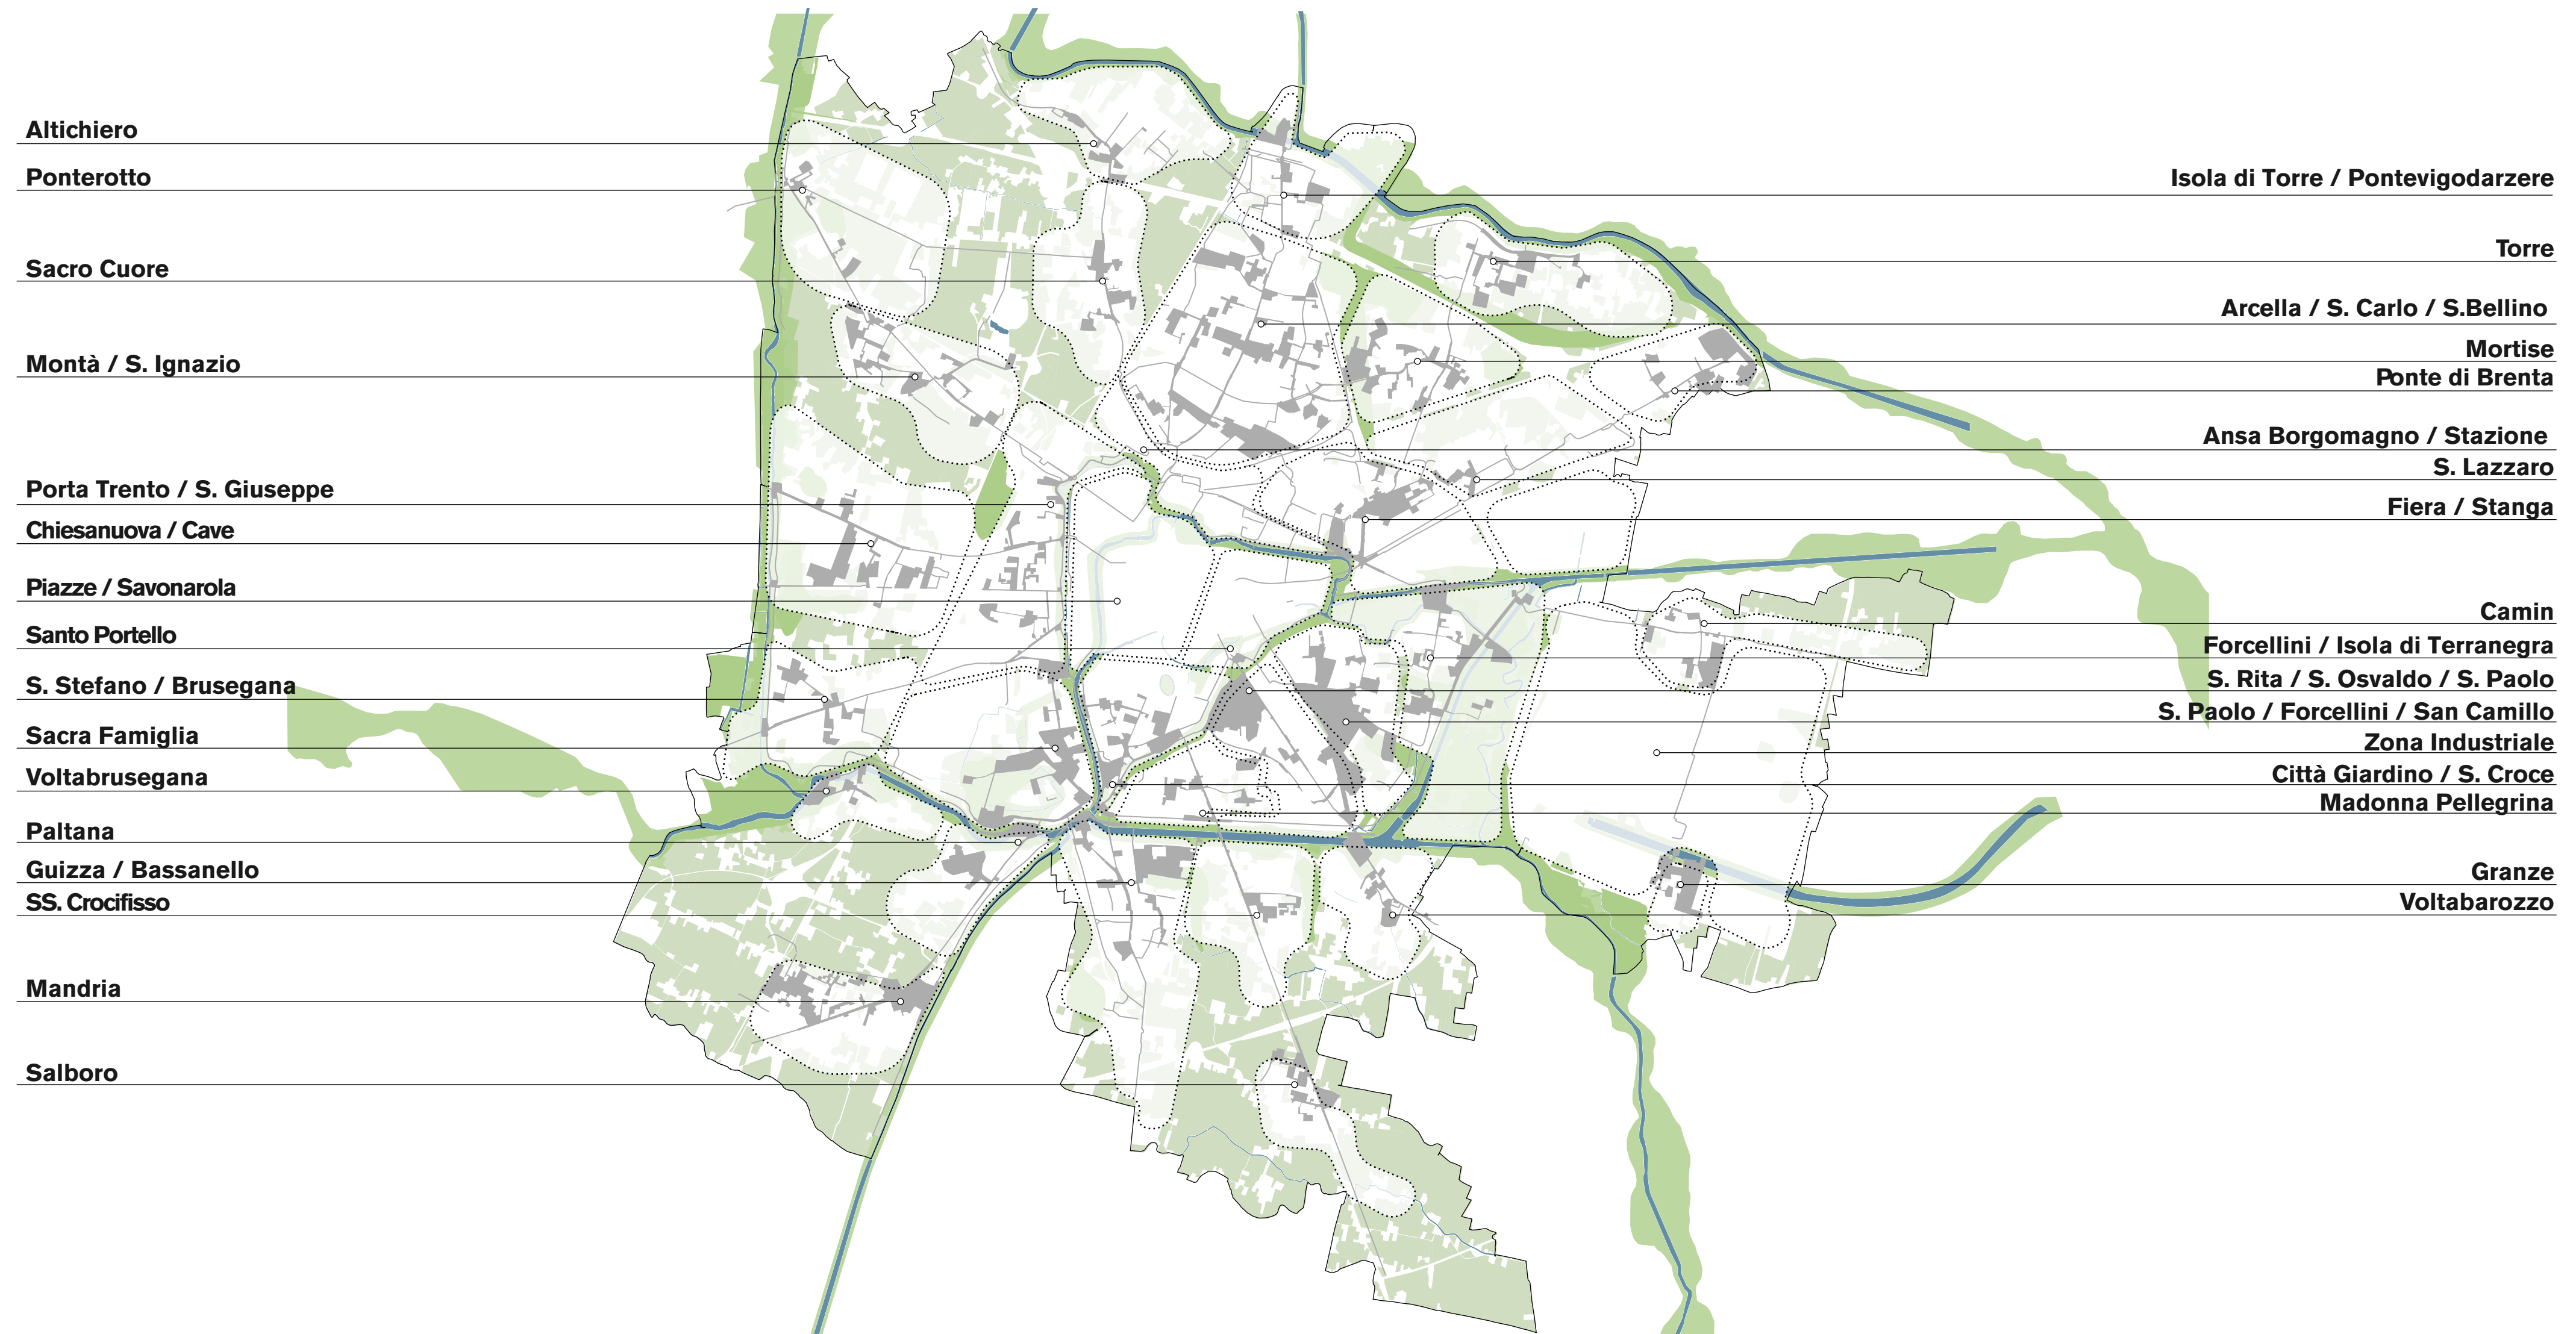 Altichiero
Ponterotto
Sacro Cuore
Montà / S. Ignazio
Porta Trento / S. Giuseppe
Chiesanuova / Cave
Piazze / Savonarola
Santo Portello
S. Stefano / Brusegana
Sacra Famiglia
Voltabrusegana
Paltana
Guizza / Bassanello
SS. Crocifisso
Mandria
Salboro
Isola di Torre / Pontevigodarzere
Torre
Arcella / S. Carlo / S.Bellino
Mortise
Ponte di Brenta
Ansa Borgomagno / Stazione
S. Lazzaro
Fiera / Stanga
Camin
Forcellini / Isola di Terranegra
S. Rita / S. Osvaldo / S. Paolo
S. Paolo / Forcellini / San Camillo
Zona Industriale
Città Giardino / S. Croce
Madonna Pellegrina
Granze
Voltabarozzo